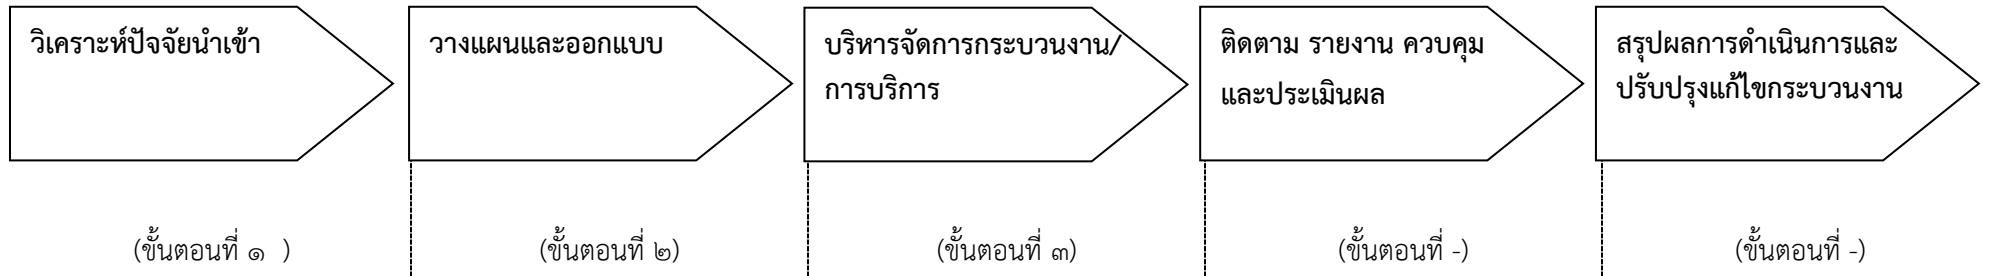 วิเคราะห์ปัจจัยนำเข้า
วางแผนและออกแบบ
บริหารจัดการกระบวนงาน/
การบริการ
ติดตาม รายงาน ควบคุม
และประเมินผล
สรุปผลการดำเนินการและ
ปรับปรุงแก้ไขกระบวนงาน
(ขั้นตอนที่ ๑ )
(ขั้นตอนที่ ๒)
(ขั้นตอนที่ ๓)
(ขั้นตอนที่ -)
(ขั้นตอนที่ -)